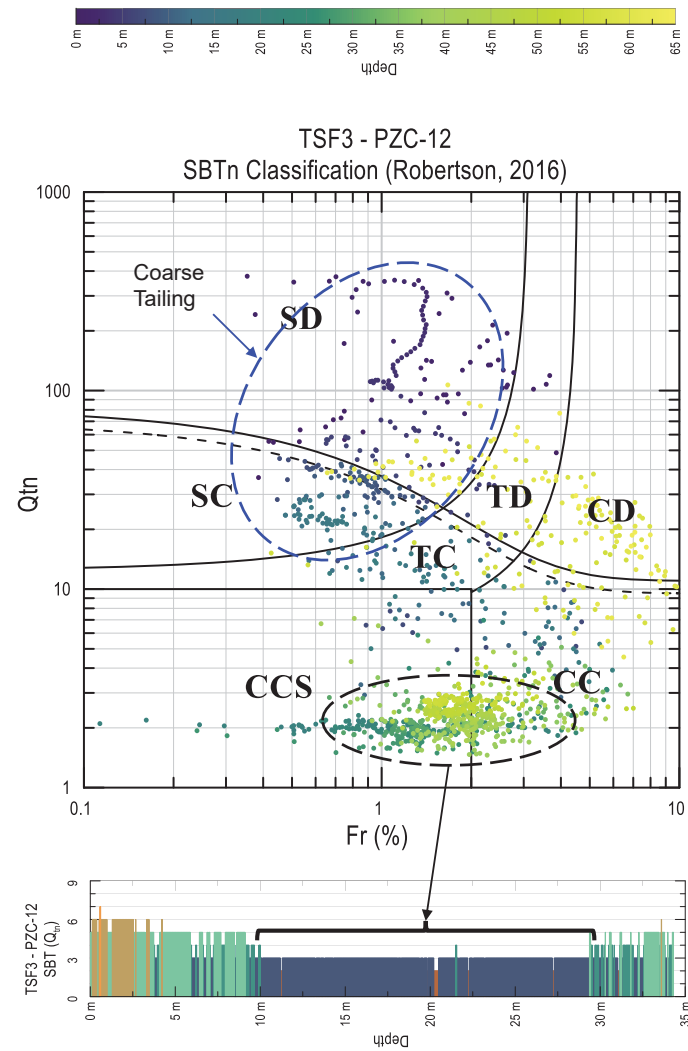 0 m 5 m 10 m 15 m 20 m 25 m 30 m 35 m 40 m 45 m 50 m 55 m 60 m 65 m
Depth
TSF3 - PZC-12
SBTn Classification (Robertson, 2016)
1000
Coarse
Tailing
SD
100
Qtn
SC
TD
CD
TC
10
CCS
CC
1
0.1 1 10
Fr (%)
TSF3 - PZC-12
SBT (Qtn)
9
6
3
0
0 m 5 m 10 m 15 m 20 m 25 m 30 m 35 m
Depth